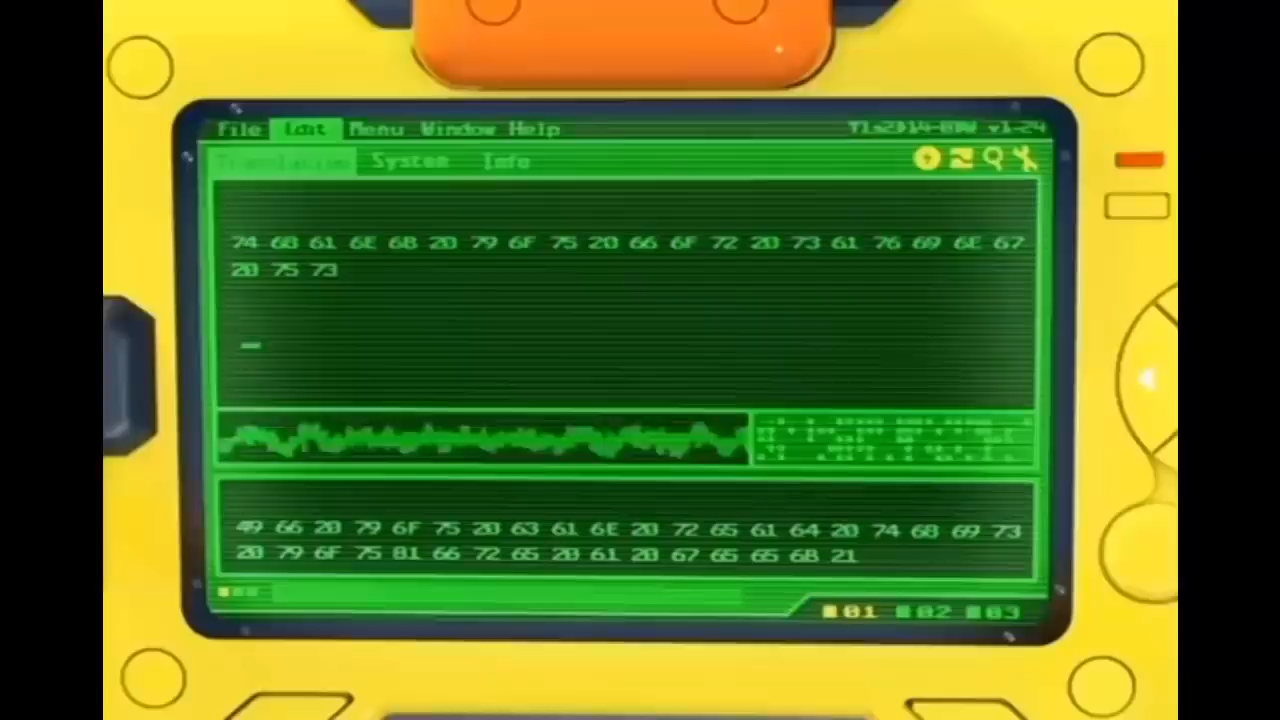 File Edit Menu Window Help
Translation System Info
74 68 61 6E 6B 20 79 6F 75 20 66 6F 72 20 73 61 76 69 6E 67
20 75 73
49 66 20 79 6F 75 20 63 61 6E 20 72 65 61 64 20 74 68 69 73
20 79 6F 75 81 66 72 65 20 61 20 67 65 65 6B 21
01 02 03